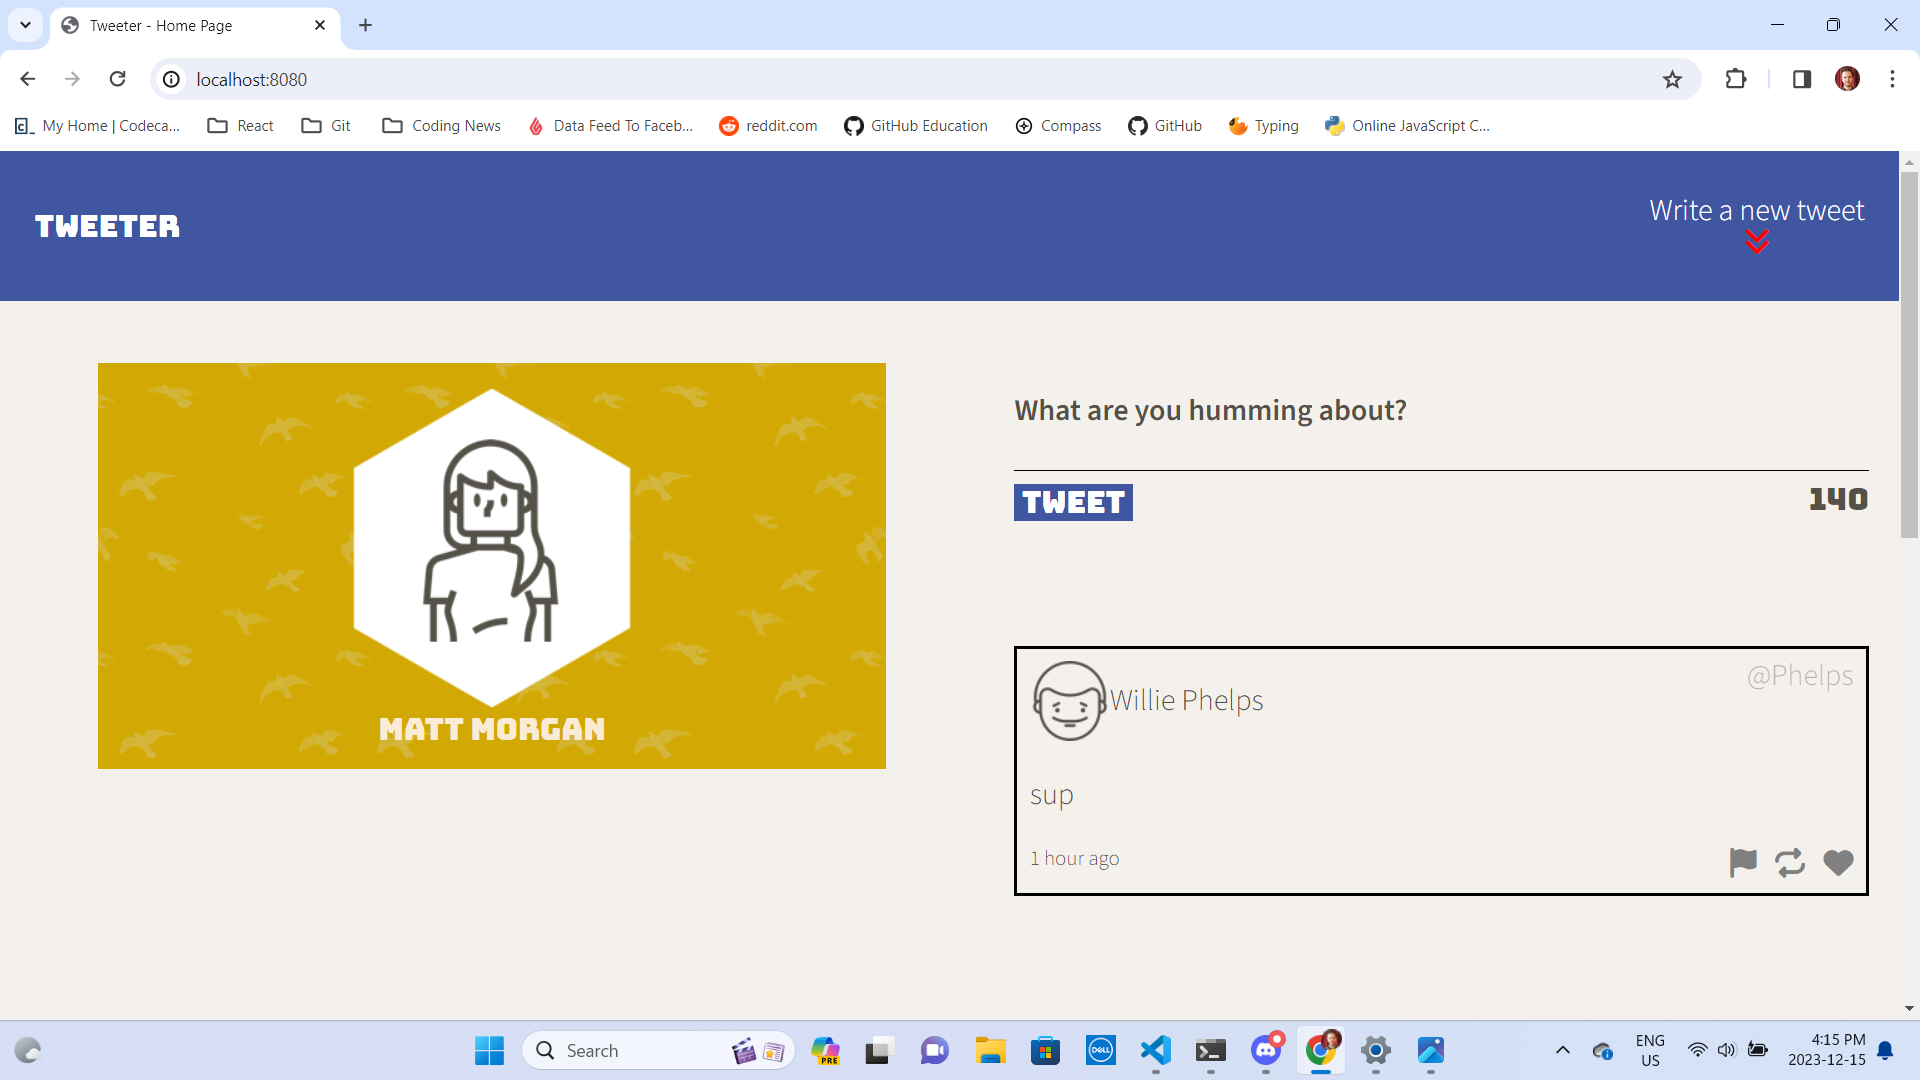 Tweeter - Home Page
localhost:8080
My Home | Codeca...
React
Git
Coding News
Data Feed To Faceb...
reddit.com
GitHub Education
Compass
GitHub
Typing
Online JavaScript C...
TWEETER
Write a new tweet
MATT MORGAN
What are you humming about?
TWEET
140
Willie Phelps
@Phelps
sup
1 hour ago
Search
PRE
DELL
ENG
US
4:15 PM
2023-12-15